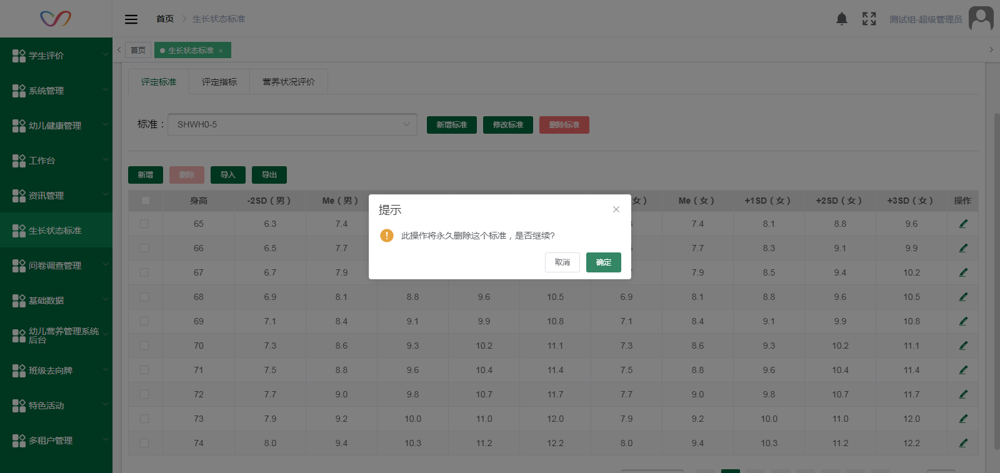 首页 生长状态标准 测试组-超级管理员
首页 生长状态标准 ×
学生评价
系统管理
幼儿健康管理
工作台
资讯管理
生长状态标准
问卷调查管理
基础数据
幼儿营养管理系统
后台
班级去向牌
特色活动
多租户管理
评定标准 评定指标 营养状况评价
标准： SHWH0-5 新增标准 修改标准 删除标准
新增 删除 导入 导出
身高 -2SD（男） Me（男） 女） Me（女） +1SD（女） +2SD（女） +3SD（女） 操作
65 6.3 7.4 7.4 8.1 8.8 9.6
66 6.5 7.7 7.7 8.3 9.1 9.9
67 6.7 7.9 7.9 8.5 9.4 10.2
68 6.9 8.1 8.8 9.6 10.5 6.9 8.1 8.8 9.6 10.5
69 7.1 8.4 9.1 9.9 10.8 7.1 8.4 9.1 9.9 10.8
70 7.3 8.6 9.3 10.2 11.1 7.3 8.6 9.3 10.2 11.1
71 7.5 8.8 9.6 10.4 11.4 7.5 8.8 9.6 10.4 11.4
72 7.7 9.0 9.8 10.7 11.7 7.7 9.0 9.8 10.7 11.7
73 7.9 9.2 10.0 11.0 12.0 7.9 9.2 10.0 11.0 12.0
74 8.0 9.4 10.3 11.2 12.2 8.0 9.4 10.3 11.2 12.2
提示
此操作将永久删除这个标准，是否继续?
取消 确定